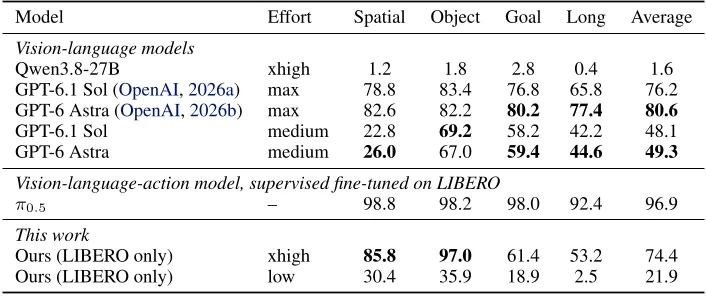 Model Effort Spatial Object Goal Long Average
Vision-language models
Qwen3.8-27B xhigh 1.2 1.8 2.8 0.4 1.6
GPT-6.1 Sol (OpenAI, 2026a) max 78.8 83.4 76.8 65.8 76.2
GPT-6 Astra (OpenAI, 2026b) max 82.6 82.2 80.2 77.4 80.6
GPT-6.1 Sol medium 22.8 69.2 58.2 42.2 48.1
GPT-6 Astra medium 26.0 67.0 59.4 44.6 49.3
Vision-language-action model, supervised fine-tuned on LIBERO
π0.5 – 98.8 98.2 98.0 92.4 96.9
This work
Ours (LIBERO only) xhigh 85.8 97.0 61.4 53.2 74.4
Ours (LIBERO only) low 30.4 35.9 18.9 2.5 21.9